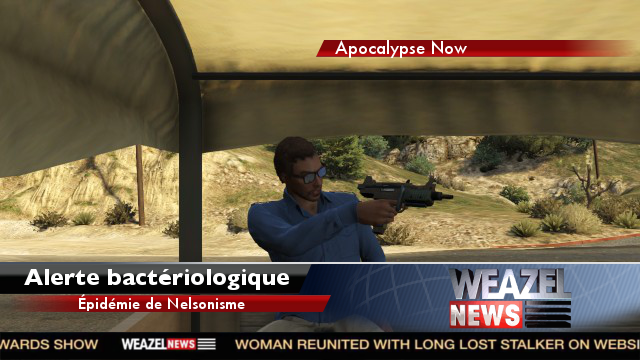 Apocalypse Now
Alerte bactériologique
Épidémie de Nelsonisme
WEAZEL
NEWS
WARDS SHOW WEAZEL NEWS WOMAN REUNITED WITH LONG LOST STALKER ON WEBS